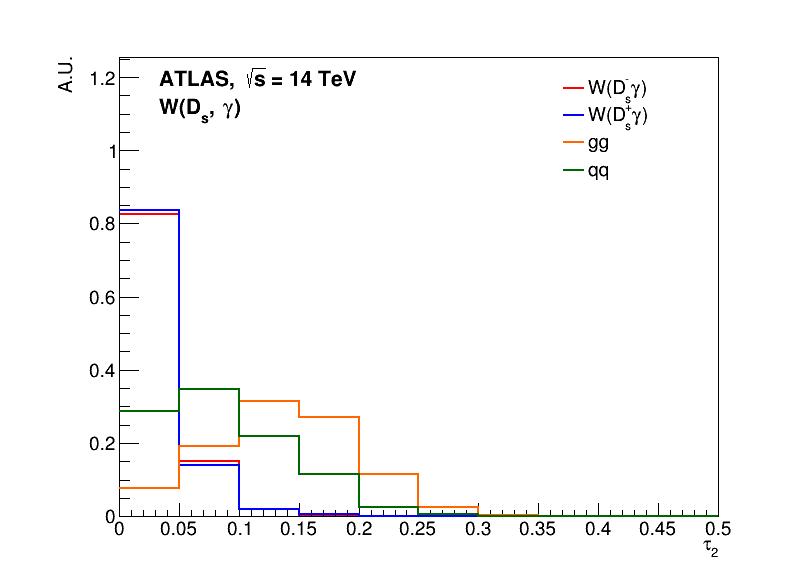 A.U.
ATLAS, √s = 14 TeV
W(Dₛ, γ)
W(Dₛ⁻γ)
W(Dₛ⁺γ)
gg
qq
1.2
1
0.8
0.6
0.4
0.2
0
0 0.05 0.1 0.15 0.2 0.25 0.3 0.35 0.4 0.45 0.5
τ₂